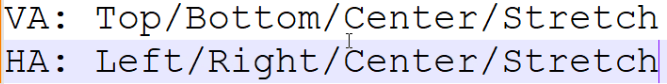 VA: Top/Bottom/Center/Stretch
HA: Left/Right/Center/Stretch